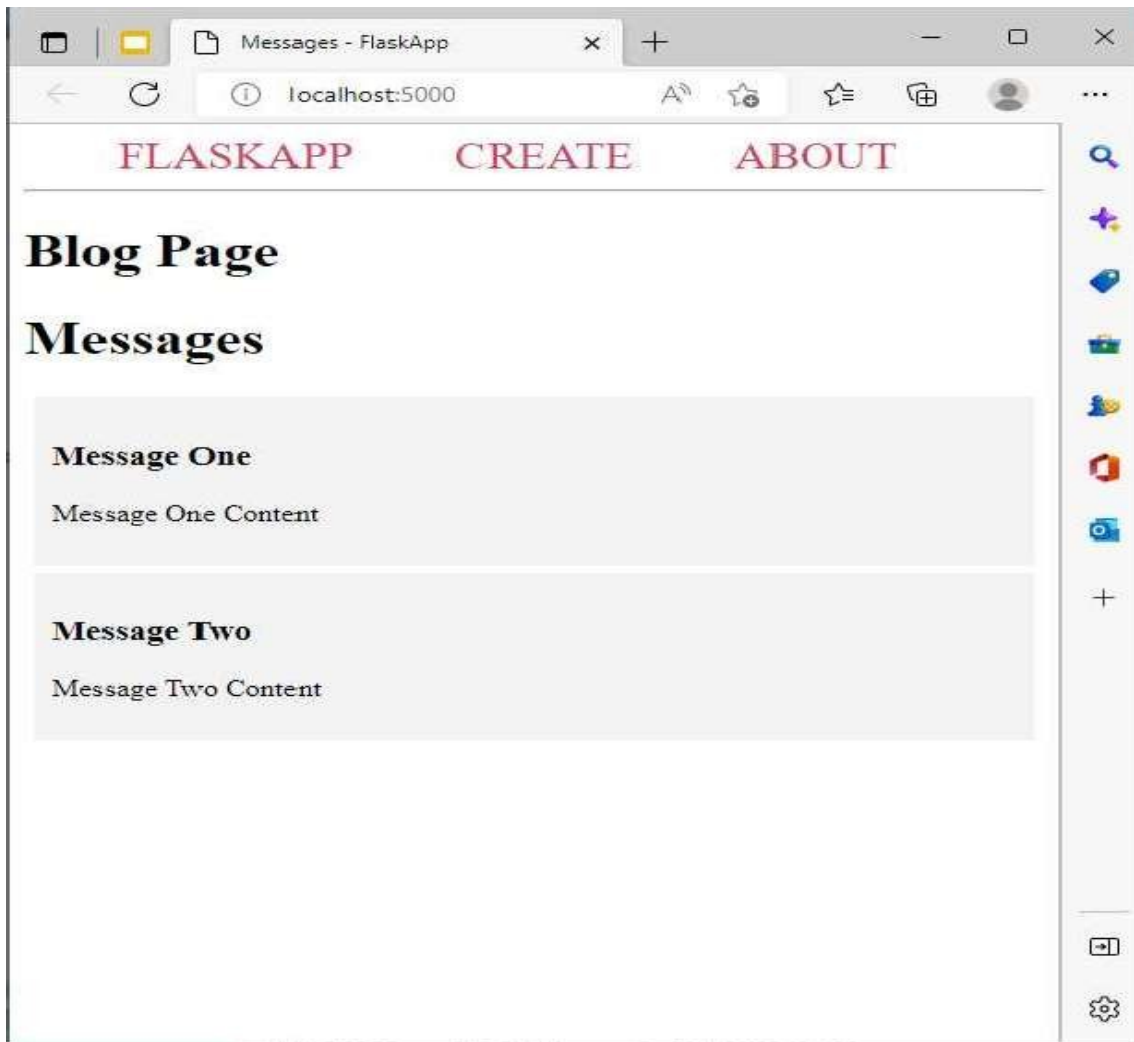 Messages - FlaskApp
localhost:5000
FLASKAPP CREATE ABOUT
Blog Page
Messages
Message One
Message One Content
Message Two
Message Two Content